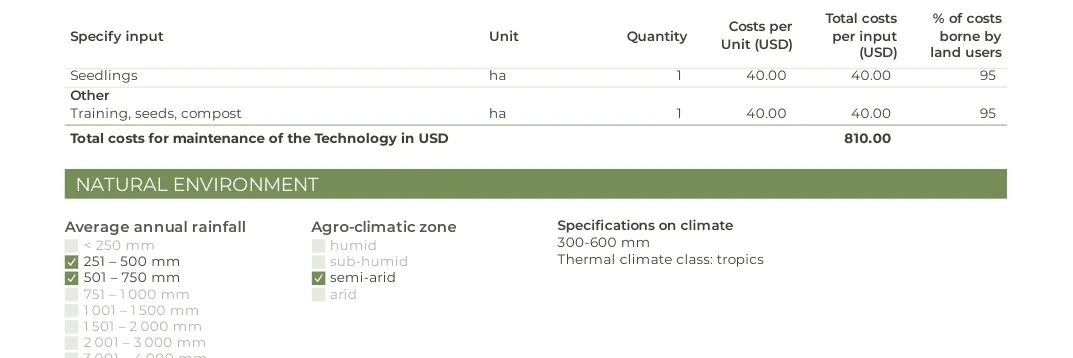 Specify input Unit Quantity Costs per Unit (USD) Total costs per input (USD) % of costs borne by land users
Seedlings ha 1 40.00 40.00 95
Other
Training, seeds, compost ha 1 40.00 40.00 95
Total costs for maintenance of the Technology in USD 810.00
NATURAL ENVIRONMENT
Average annual rainfall
< 250 mm
251 – 500 mm
501 – 750 mm
751 – 1 000 mm
1 001 – 1 500 mm
1 501 – 2 000 mm
2 001 – 3 000 mm
3 001 – 4 000 mm
Agro-climatic zone
humid
sub-humid
semi-arid
arid
Specifications on climate
300-600 mm
Thermal climate class: tropics